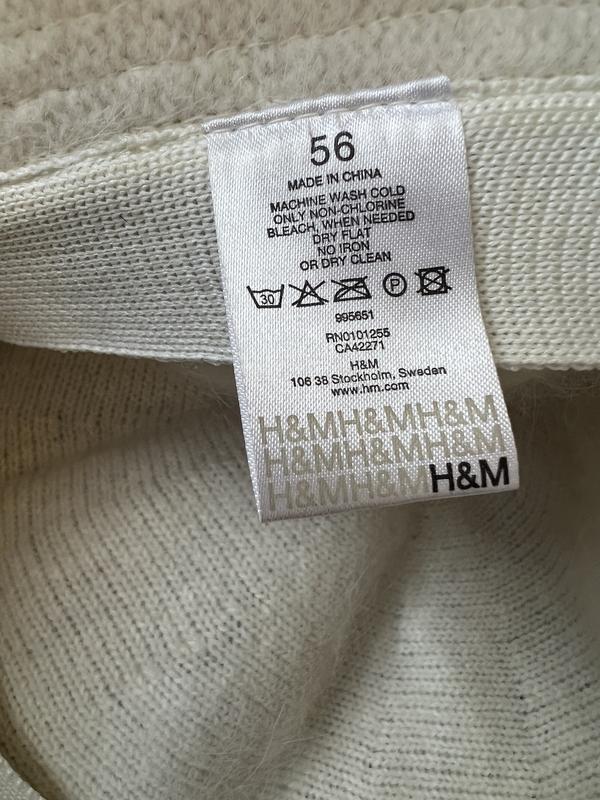 56
MADE IN CHINA
MACHINE WASH COLD
ONLY NON-CHLORINE
BLEACH, WHEN NEEDED
DRY FLAT
NO IRON
OR DRY CLEAN
30 P
995651
RN0101255
CA42271
H&M
106 38 Stockholm, Sweden
www.hm.com
H&MH&MH&M
H&MH&MH&M
H&MH&MH&M